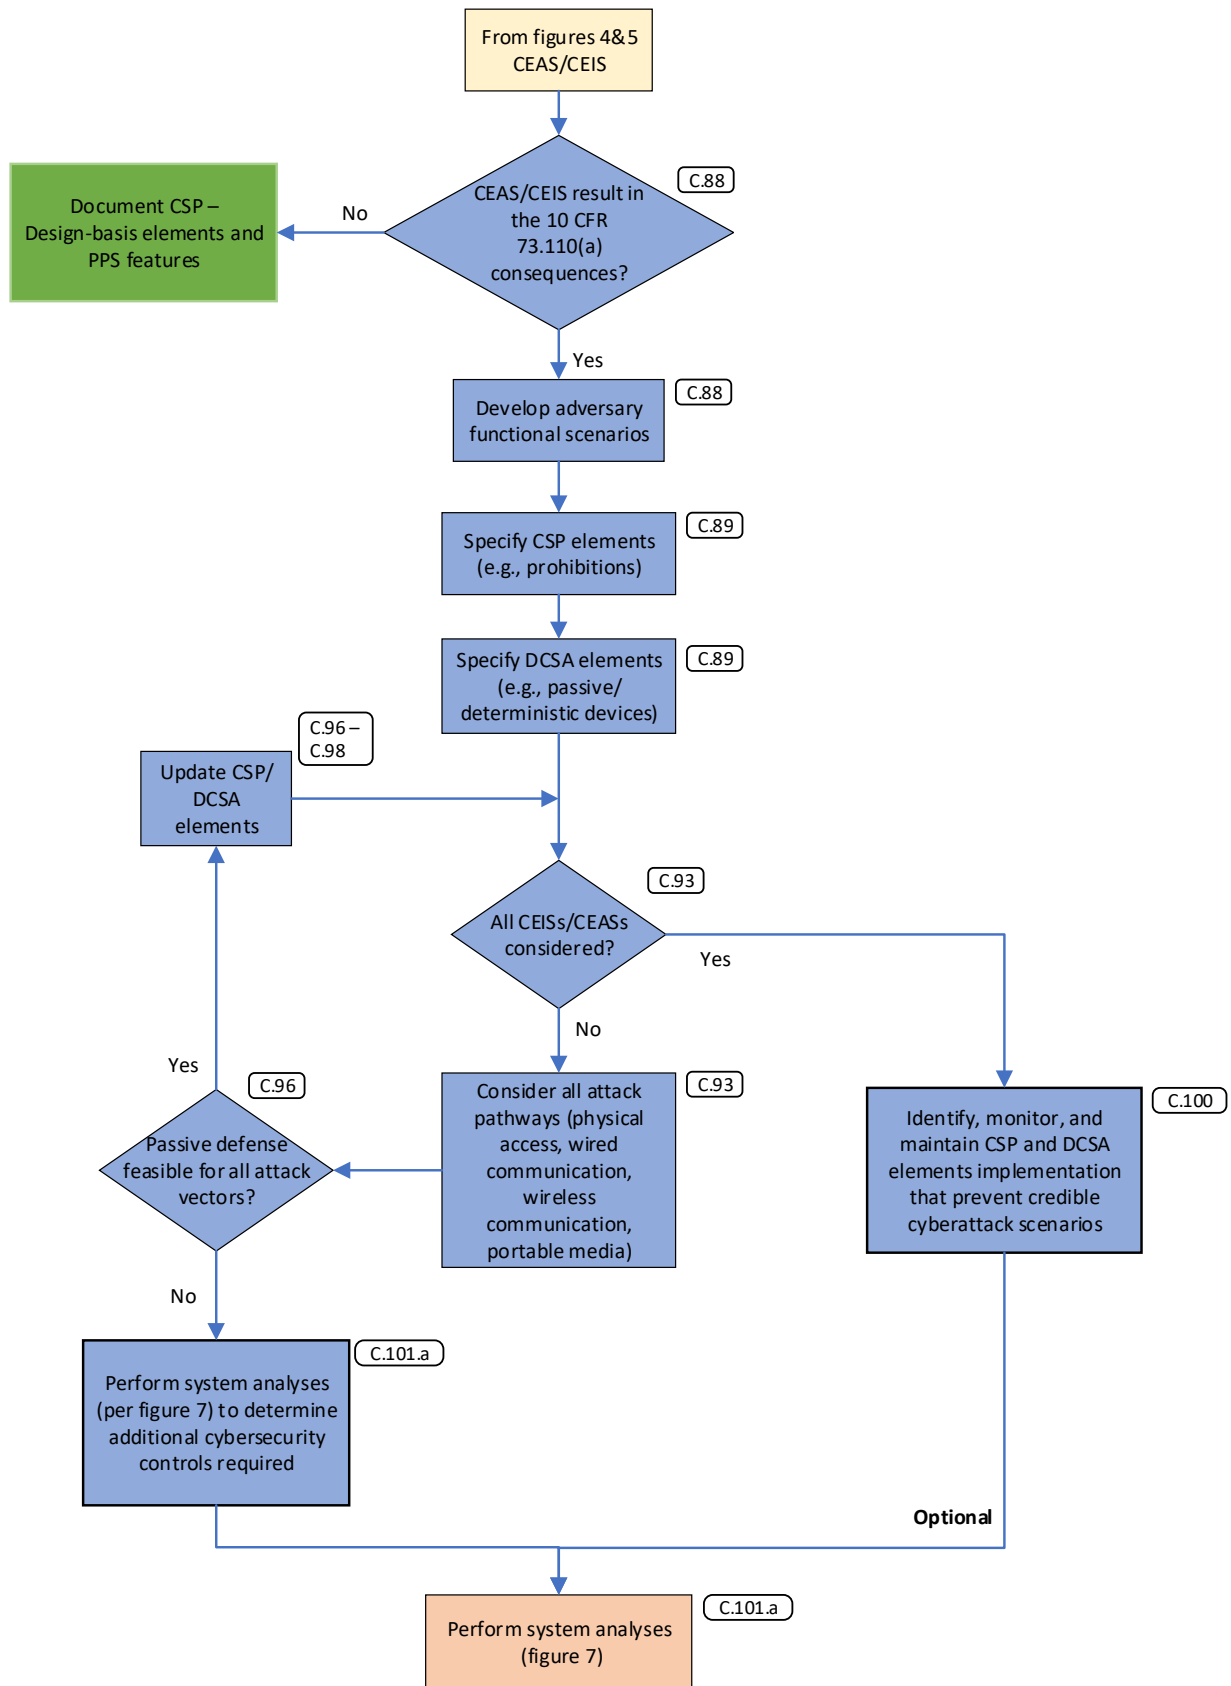 From figures 4&5
CEAS/CEIS
C.88
CEAS/CEIS result in
the 10 CFR
73.110(a)
consequences?
No
Document CSP –
Design-basis elements and
PPS features
Yes
C.88
Develop adversary
functional scenarios
C.89
Specify CSP elements
(e.g., prohibitions)
C.89
Specify DCSA elements
(e.g., passive/
deterministic devices)
C.96 –
C.98
Update CSP/
DCSA
elements
C.93
All CEISs/CEASs
considered?
Yes
No
C.93
Consider all attack
pathways (physical
access, wired
communication,
wireless
communication,
portable media)
Yes
C.96
Passive defense
feasible for all attack
vectors?
C.100
Identify, monitor, and
maintain CSP and DCSA
elements implementation
that prevent credible
cyberattack scenarios
No
C.101.a
Perform system analyses
(per figure 7) to determine
additional cybersecurity
controls required
Optional
C.101.a
Perform system analyses
(figure 7)